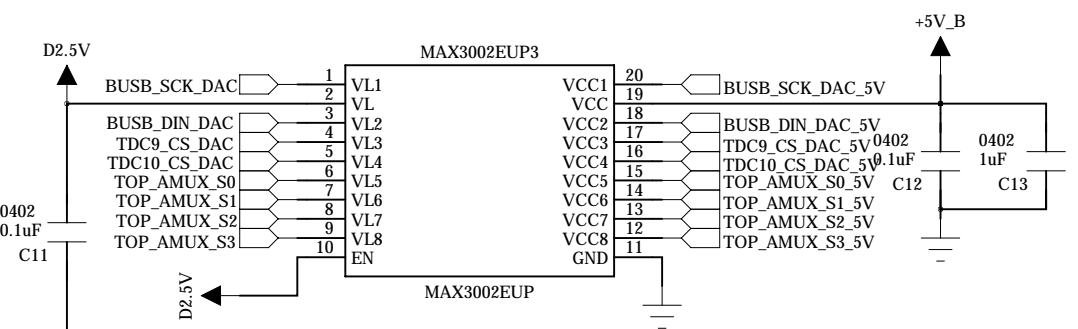 +5V_B
D2.5V
MAX3002EUP3
BUSB_SCK_DAC 1 VL1 VCC1 20 BUSB_SCK_DAC_5V
2 VL VCC 19
BUSB_DIN_DAC 3 VL2 VCC2 18 BUSB_DIN_DAC_5V
TDC9_CS_DAC 4 VL3 VCC3 17 TDC9_CS_DAC_5V
TDC10_CS_DAC 5 VL4 VCC4 16 TDC10_CS_DAC_5V
TOP_AMUX_S0 6 VL5 VCC5 15 TOP_AMUX_S0_5V
TOP_AMUX_S1 7 VL6 VCC6 14 TOP_AMUX_S1_5V
TOP_AMUX_S2 8 VL7 VCC7 13 TOP_AMUX_S2_5V
TOP_AMUX_S3 9 VL8 VCC8 12 TOP_AMUX_S3_5V
10 EN GND 11
MAX3002EUP
D2.5V
0402
0.1uF
C11
0402
0.1uF
C12
0402
1uF
C13